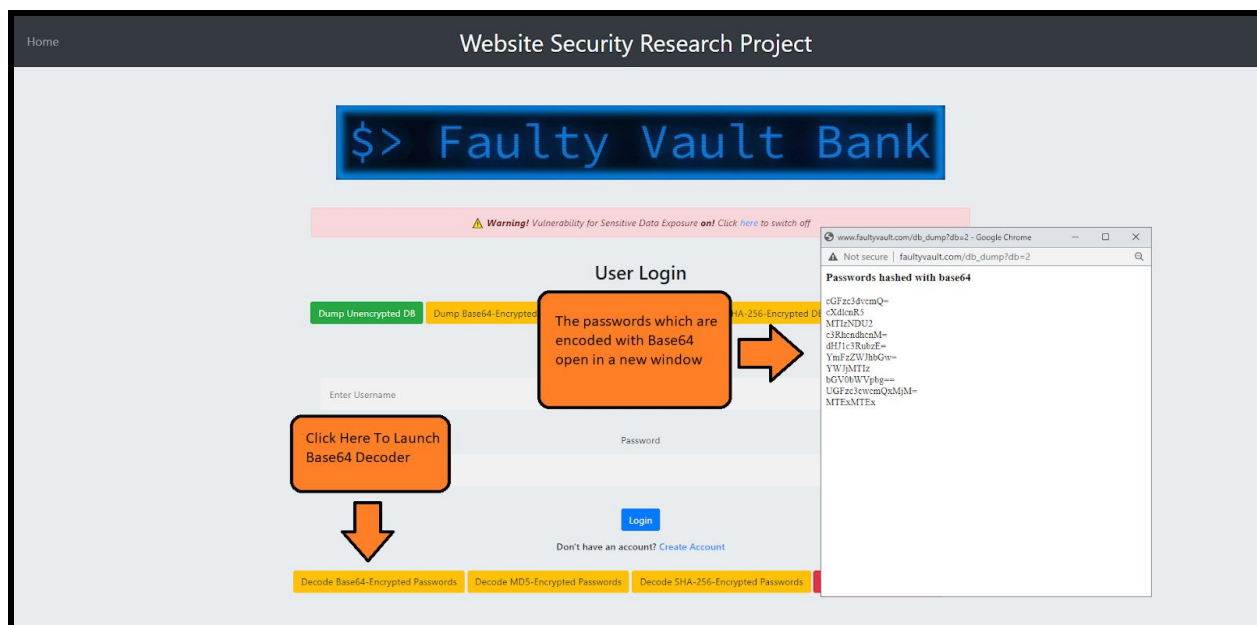 Home
Website Security Research Project
$> Faulty Vault Bank
Warning! Vulnerability for Sensitive Data Exposure on! Click here to switch off
User Login
Dump Unencrypted DB
Dump Base64-Encrypted
HA-256-Encrypted DB
The passwords which are
encoded with Base64
open in a new window
Enter Username
Click Here To Launch
Base64 Decoder
Password
Login
Don't have an account? Create Account
Decode Base64-Encrypted Passwords
Decode MD5-Encrypted Passwords
Decode SHA-256-Encrypted Passwords
www.faultyvault.com/db_dump?db=2 - Google Chrome
Not secure | faultyvault.com/db_dump?db=2
Passwords hashed with base64
cGFzc3dvcmQ=
cXdlcnR5
MTIzNDU2
dHJ1c3RubzE=
YmFzZWJhbGw=
YWJjMTIz
bGV0bWVpbg==
MTExMTEx